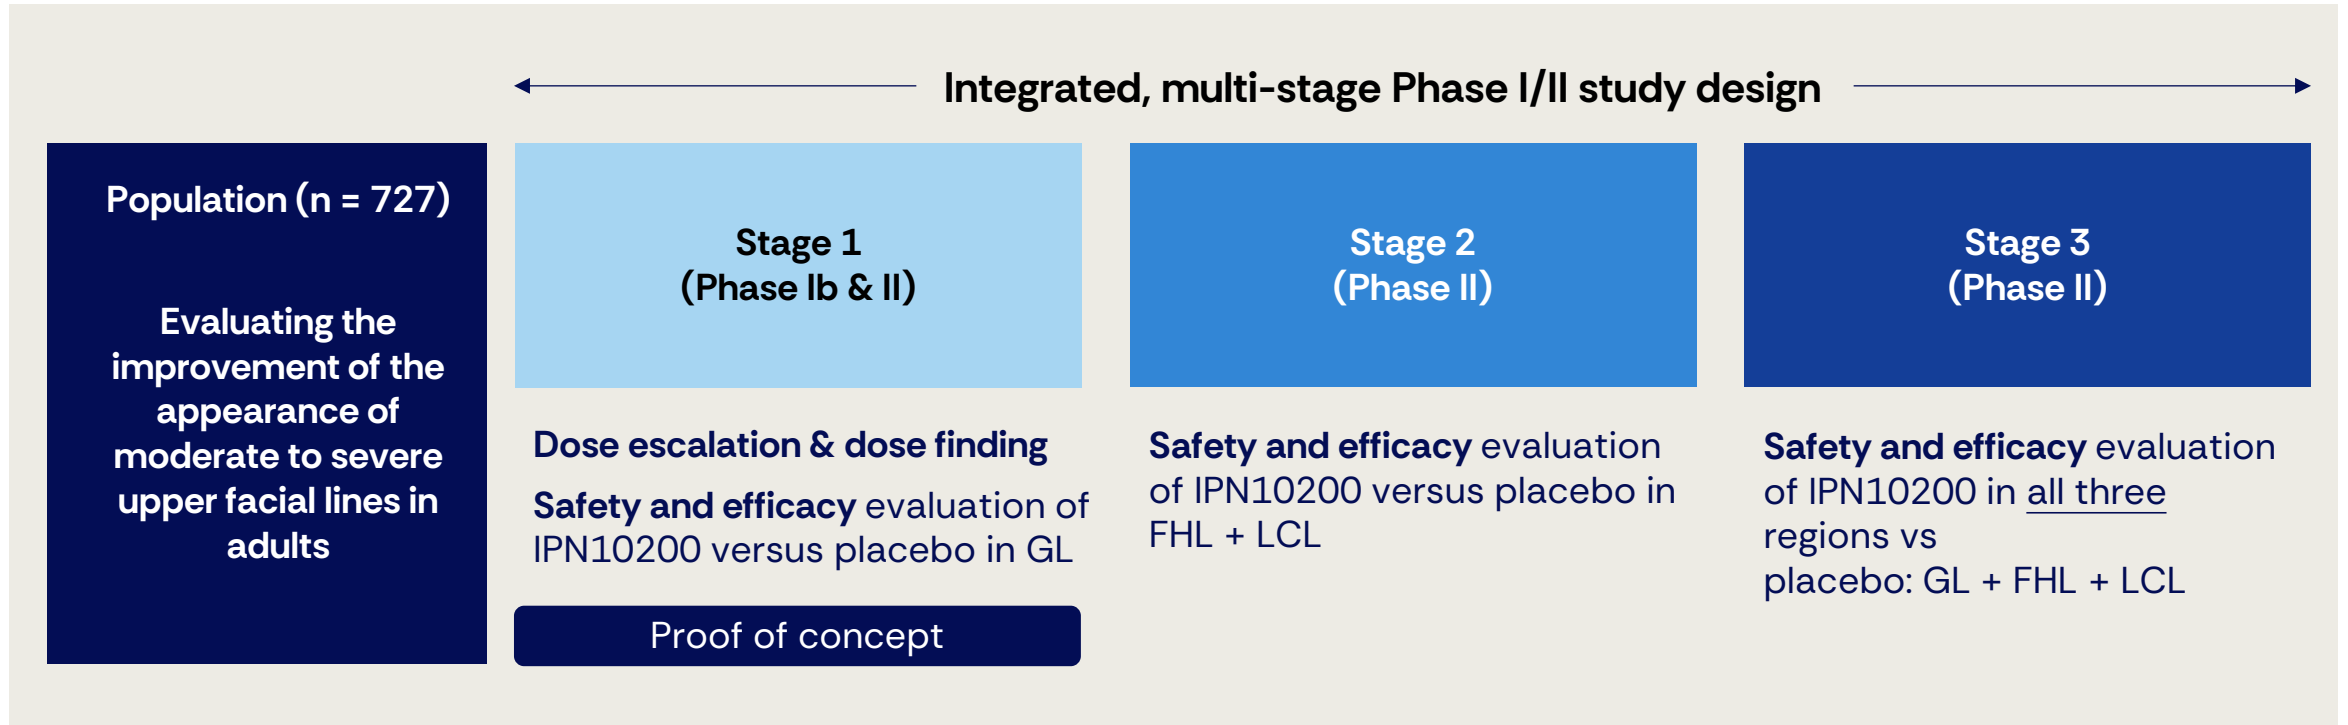 Integrated, multi-stage Phase I/II study design
Population (n = 727)
Evaluating the
improvement of the
appearance of
moderate to severe
upper facial lines in
adults
Stage 1
(Phase Ib & II)
Dose escalation & dose finding
Safety and efficacy evaluation of
IPN10200 versus placebo in GL
Proof of concept
Stage 2
(Phase II)
Safety and efficacy evaluation
of IPN10200 versus placebo in
FHL + LCL
Stage 3
(Phase II)
Safety and efficacy evaluation
of IPN10200 in all three
regions vs
placebo: GL + FHL + LCL